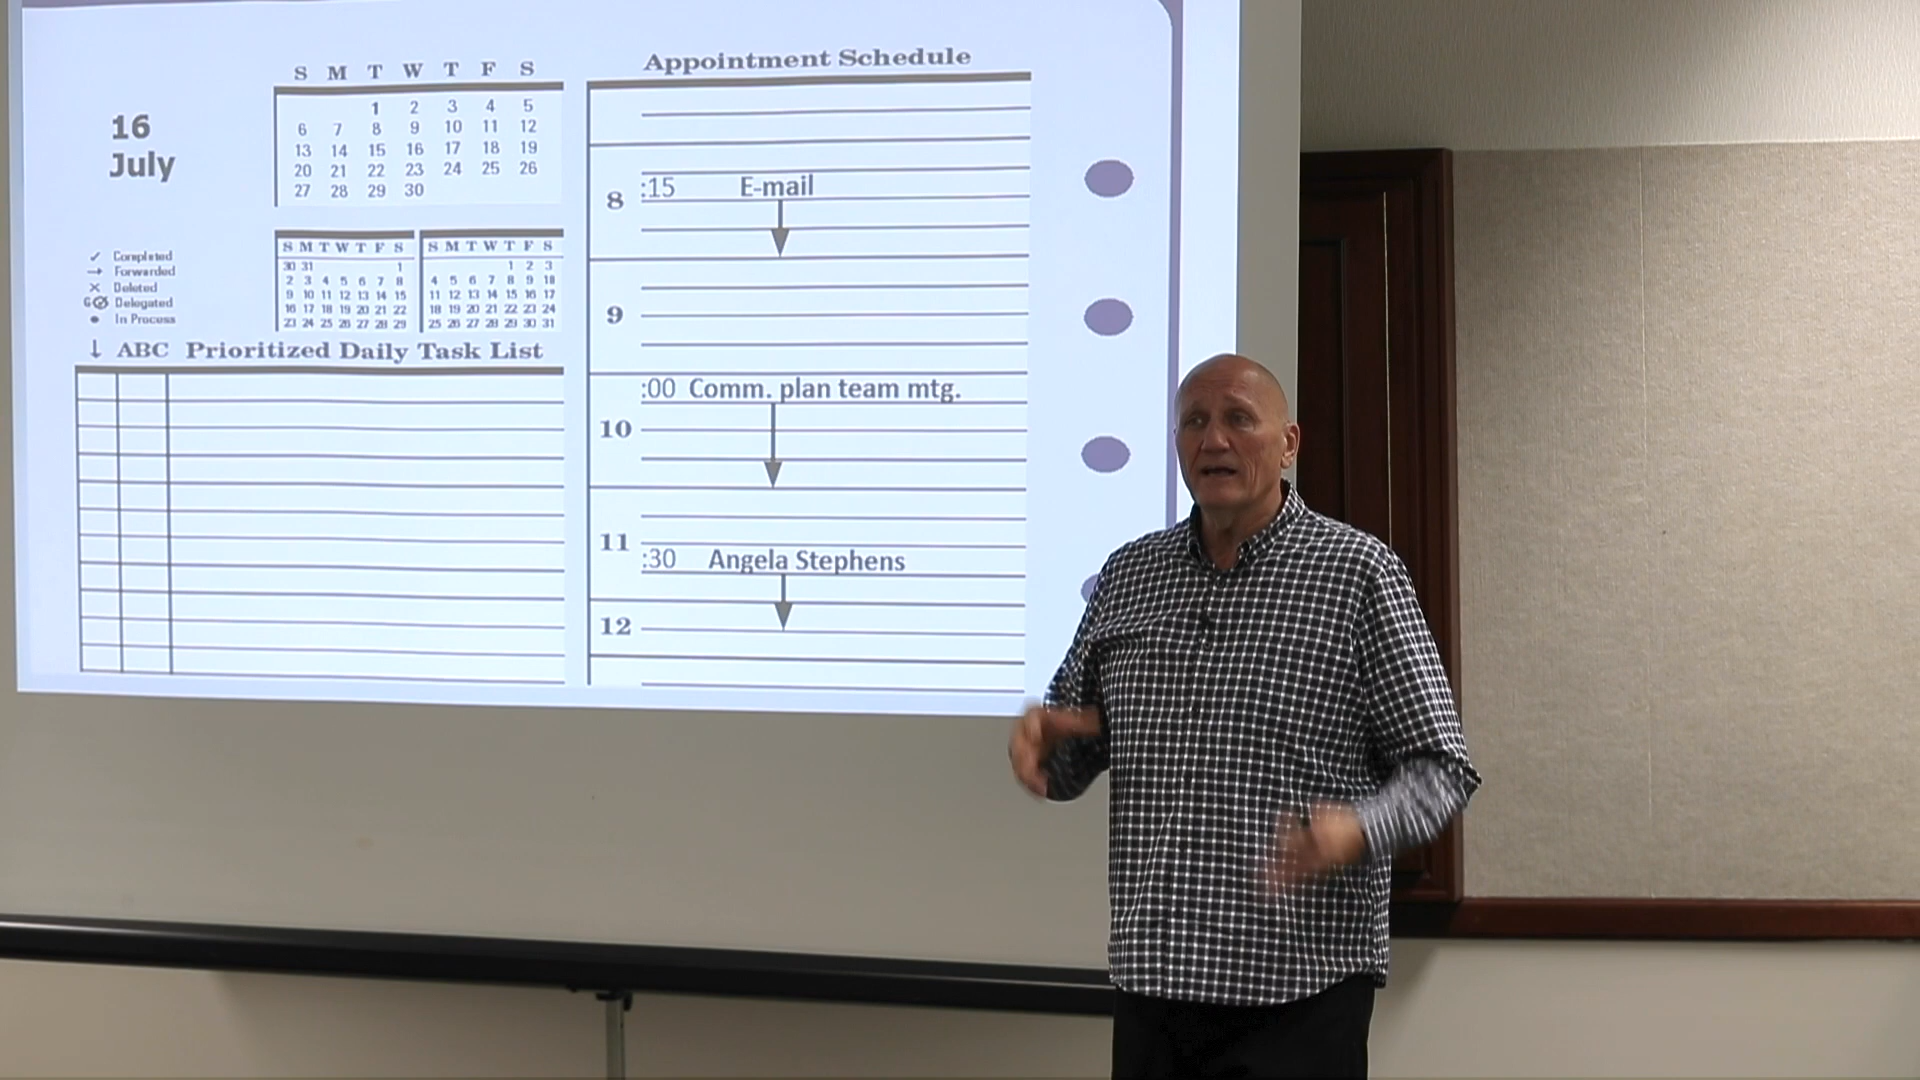 16
July
S M T W T F S
1 2 3 4 5
6 7 8 9 10 11 12
13 14 15 16 17 18 19
20 21 22 23 24 25 26
27 28 29 30
✓ Completed
→ Forwarded
✕ Deleted
G Delegated
● In Process
S M T W T F S
30 31 1
2 3 4 5 6 7 8
9 10 11 12 13 14 15
16 17 18 19 20 21 22
23 24 25 26 27 28 29
S M T W T F S
1 2 3
4 5 6 7 8 9 10
11 12 13 14 15 16 17
18 19 20 21 22 23 24
25 26 27 28 29 30 31
↓ ABC Prioritized Daily Task List
Appointment Schedule
8 :15 E-mail
9
:00 Comm. plan team mtg.
10
11
:30 Angela Stephens
12